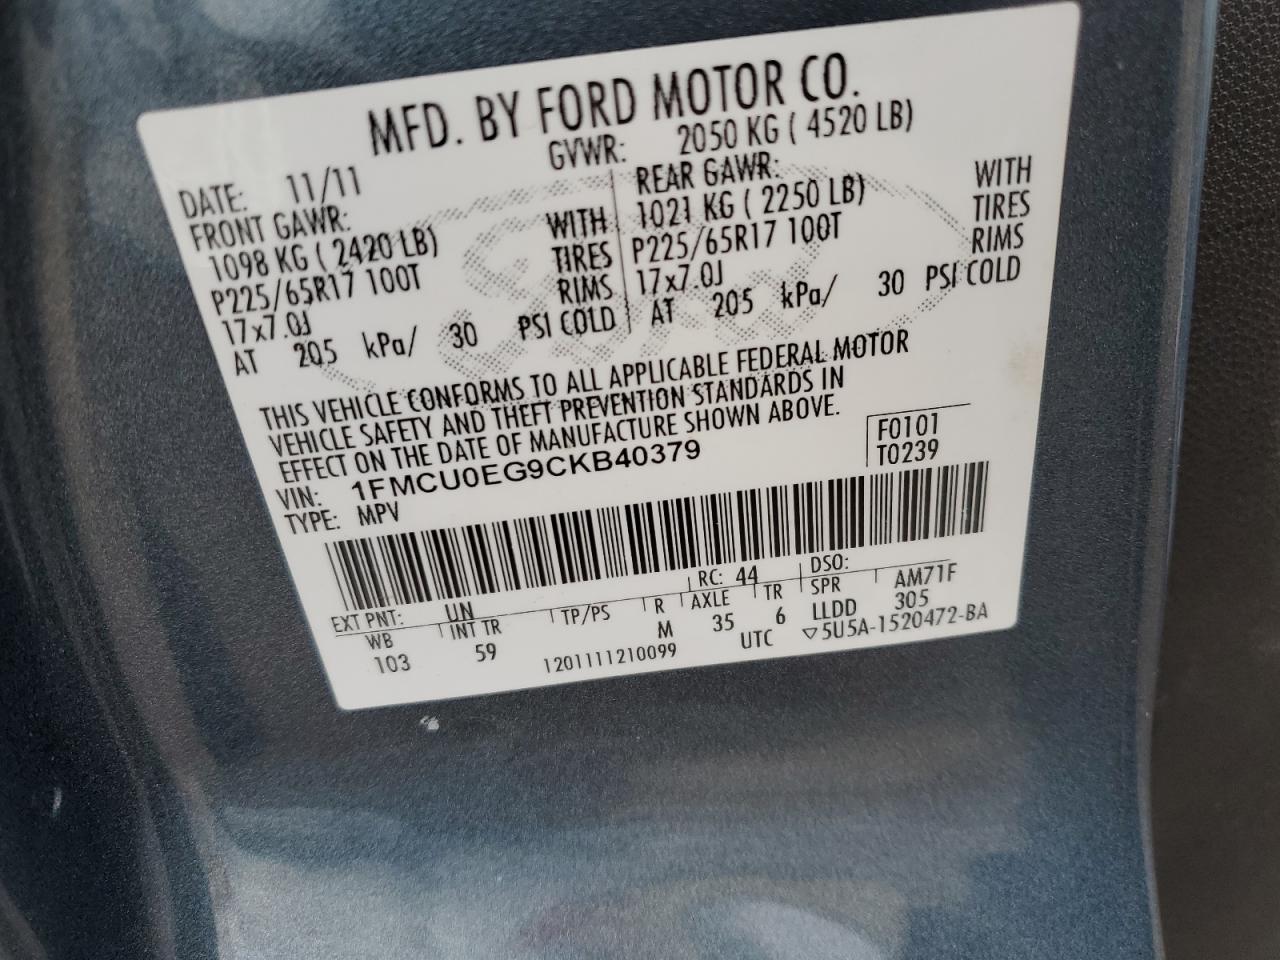 MFD. BY FORD MOTOR CO.
DATE: 11/11 GVWR: 2050 KG ( 4520 LB)
FRONT GAWR: REAR GAWR:
1098 KG ( 2420 LB) WITH 1021 KG ( 2250 LB) WITH
P225/65R17 100T TIRES P225/65R17 100T TIRES
17x7.0J RIMS 17x7.0J RIMS
AT 205 kPa/ 30 PSI COLD AT 205 kPa/ 30 PSI COLD
THIS VEHICLE CONFORMS TO ALL APPLICABLE FEDERAL MOTOR
VEHICLE SAFETY AND THEFT PREVENTION STANDARDS IN
EFFECT ON THE DATE OF MANUFACTURE SHOWN ABOVE.
VIN: 1FMCU0EG9CKB40379 F0101
TYPE: MPV T0239
EXT PNT: UN RC: 44 DSO:
WB INT TR TP/PS R AXLE TR SPR AM71F
103 59 M 35 6 LLDD 305
1201111210099 UTC ▽5U5A-1520472-BA